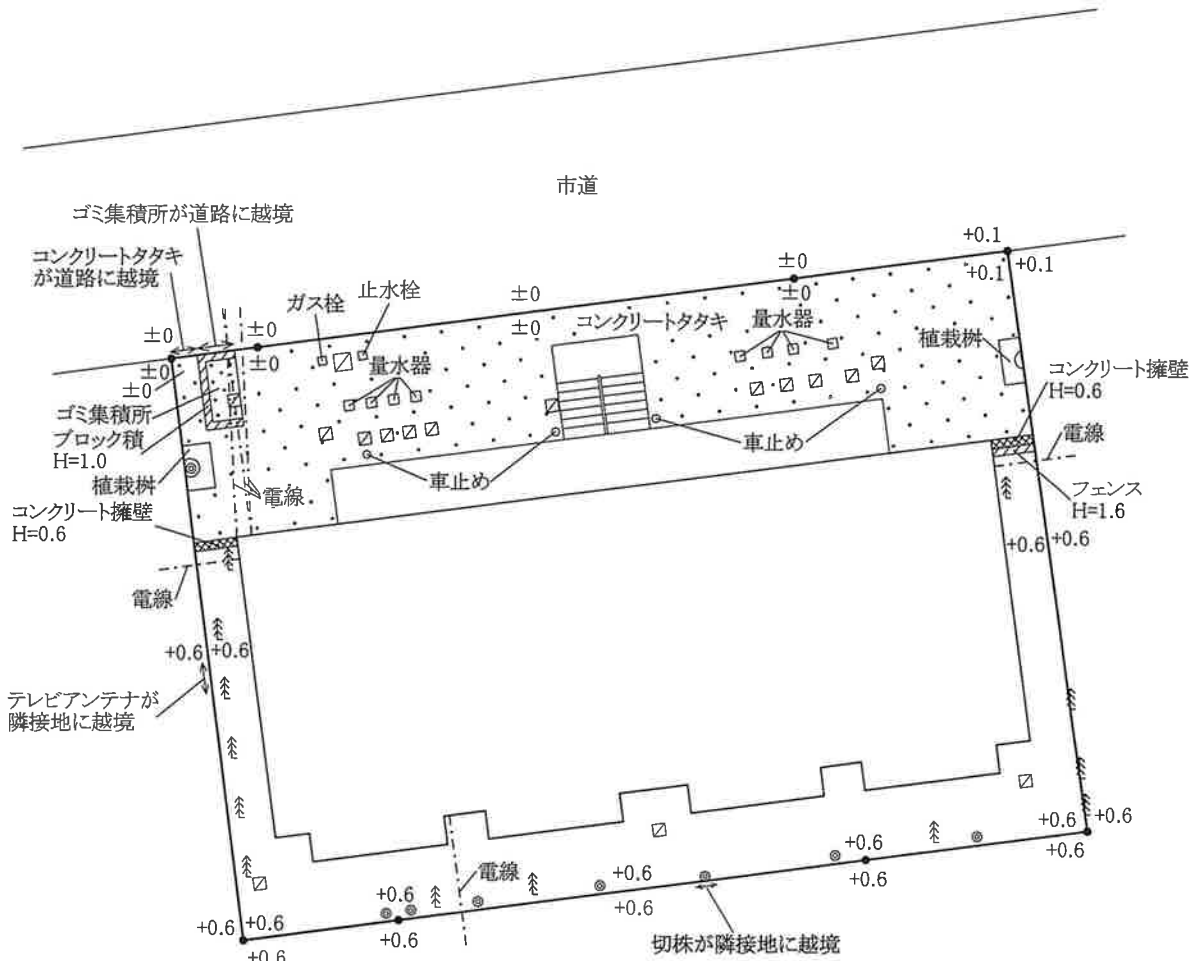 市道
ゴミ集積所が道路に越境
+0.1
コンクリートタタキ
が道路に越境
+0.1
+0.1
±0
±0
ガス栓
止水栓
±0
±0
コンクリートタタキ
量水器
±0
±0
±0
±0
植栽桝
±0
量水器
コンクリート擁壁
H=0.6
ゴミ集積所
ブロック積
H=1.0
車止め
電線
植栽桝
車止め
電線
フェンス
H=1.6
コンクリート擁壁
H=0.6
+0.6
+0.6
電線
+0.6
+0.6
テレビアンテナが
隣接地に越境
+0.6
+0.6
+0.6
+0.6
+0.6
電線
+0.6
+0.6
+0.6
+0.6
+0.6
+0.6
+0.6
+0.6
切株が隣接地に越境